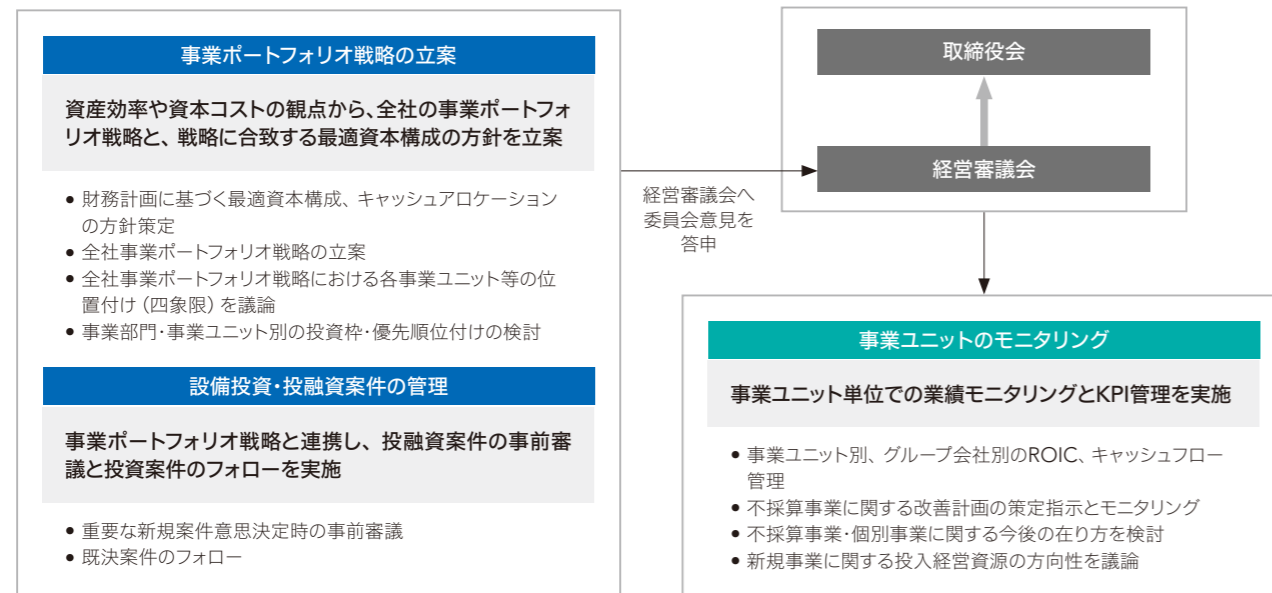 事業ポートフォリオ戦略の立案
資産効率や資本コストの観点から、全社の事業ポートフォ
リオ戦略と、戦略に合致する最適資本構成の方針を立案
• 財務計画に基づく最適資本構成、キャッシュアロケーション
の方針策定
• 全社事業ポートフォリオ戦略の立案
• 全社事業ポートフォリオ戦略における各事業ユニット等の位
置付け（四象限）を議論
• 事業部門・事業ユニット別の投資枠・優先順位付けの検討
設備投資・投融資案件の管理
事業ポートフォリオ戦略と連携し、投融資案件の事前審
議と投資案件のフォローを実施
• 重要な新規案件意思決定時の事前審議
• 既決案件のフォロー
経営審議会へ
委員会意見を
答申
取締役会
経営審議会
事業ユニットのモニタリング
事業ユニット単位での業績モニタリングとKPI管理を実施
• 事業ユニット別、グループ会社別のROIC、キャッシュフロー
管理
• 不採算事業に関する改善計画の策定指示とモニタリング
• 不採算事業・個別事業に関する今後の在り方を検討
• 新規事業に関する投入経営資源の方向性を議論